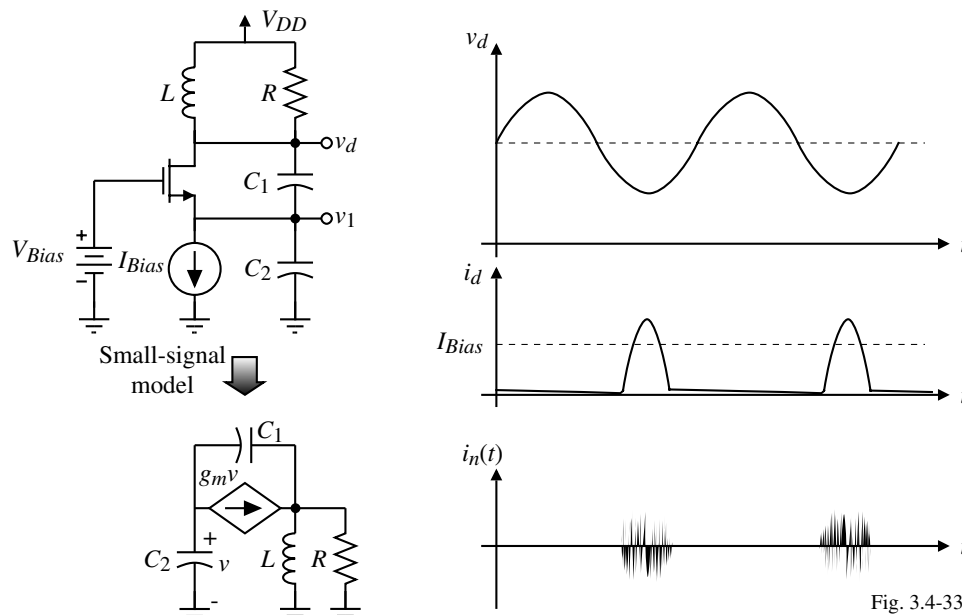 V_DD
L
R
v_d
C_1
v_1
V_Bias
+
-
I_Bias
C_2
Small-signal
model
C_1
g_mv
C_2
+
v
-
L
R
v_d
i_d
I_Bias
i_n(t)
Fig. 3.4-33